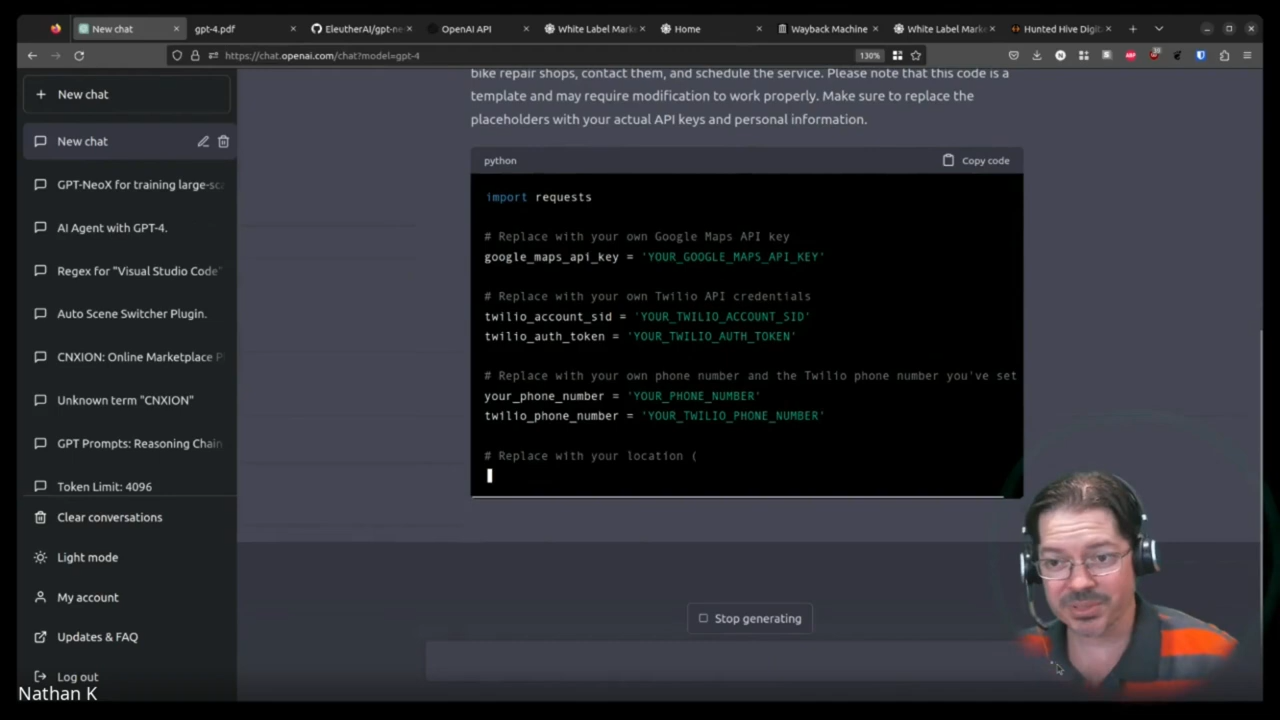 New chat
gpt-4.pdf
EleutherAI/gpt-ne
OpenAI API
White Label Mark
Home
Wayback Machine
White Label Mark
Hunted Hive Digit
https://chat.openai.com/chat?model=gpt-4
130%
New chat
New chat
GPT-NeoX for training large-sc
AI Agent with GPT-4.
Regex for "Visual Studio Code"
Auto Scene Switcher Plugin.
CNXION: Online Marketplace P
Unknown term "CNXION"
GPT Prompts: Reasoning Chain
Token Limit: 4096
Clear conversations
Light mode
My account
Updates & FAQ
Log out
Nathan K
bike repair shops, contact them, and schedule the service. Please note that this code is a
template and may require modification to work properly. Make sure to replace the
placeholders with your actual API keys and personal information.
python
Copy code
import requests
# Replace with your own Google Maps API key
google_maps_api_key = 'YOUR_GOOGLE_MAPS_API_KEY'
# Replace with your own Twilio API credentials
twilio_account_sid = 'YOUR_TWILIO_ACCOUNT_SID'
twilio_auth_token = 'YOUR_TWILIO_AUTH_TOKEN'
# Replace with your own phone number and the Twilio phone number you've set
your_phone_number = 'YOUR_PHONE_NUMBER'
twilio_phone_number = 'YOUR_TWILIO_PHONE_NUMBER'
# Replace with your location (
Stop generating